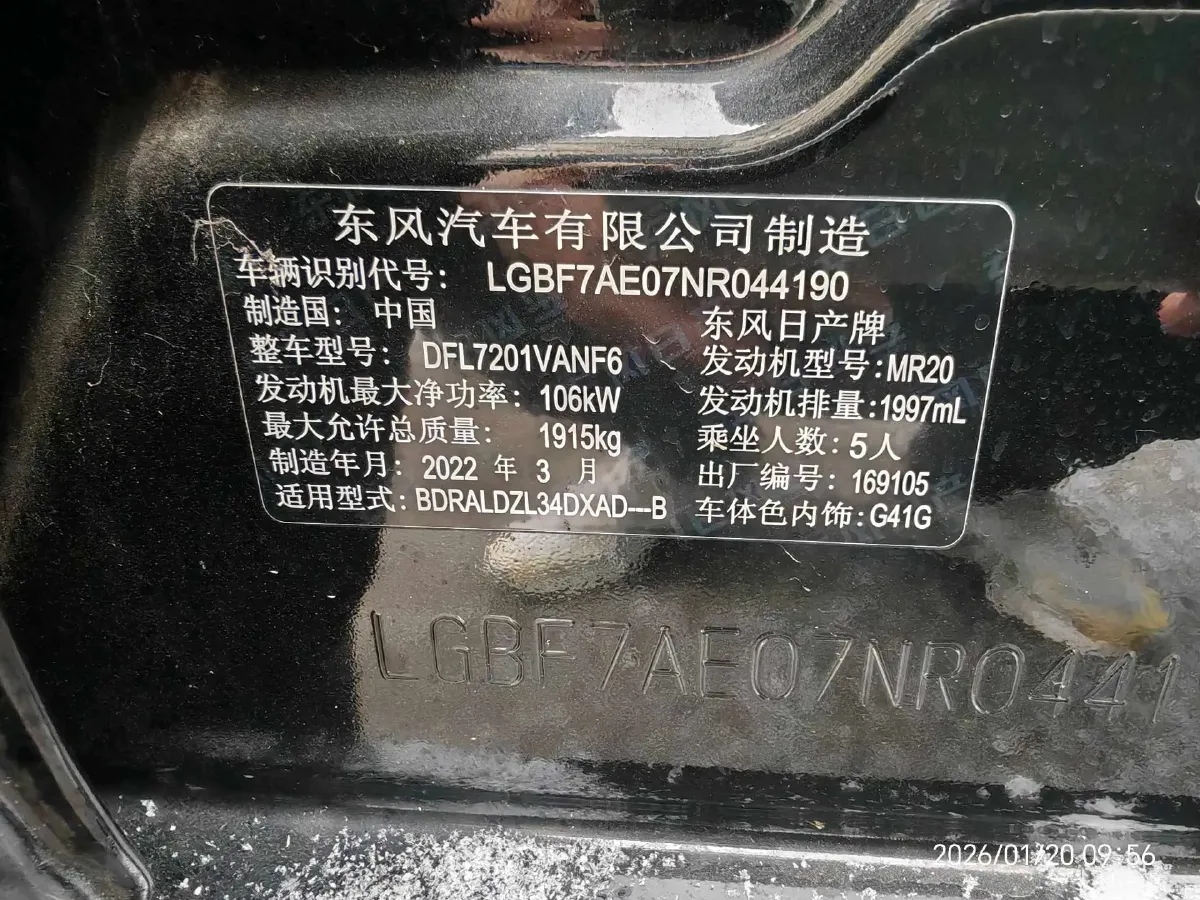 东风汽车有限公司制造
车辆识别代号： LGBF7AE07NR044190
制造国： 中国 东风日产牌
整车型号： DFL7201VANF6 发动机型号:MR20
发动机最大净功率: 106kW 发动机排量:1997mL
最大允许总质量: 1915kg 乘坐人数: 5人
制造年月: 2022 年 3 月 出厂编号: 169105
适用型式: BDRALDZL34DXAD---B 车体色内饰:G41G
LGBF7AE07NR0441
2026/01/20 09:56